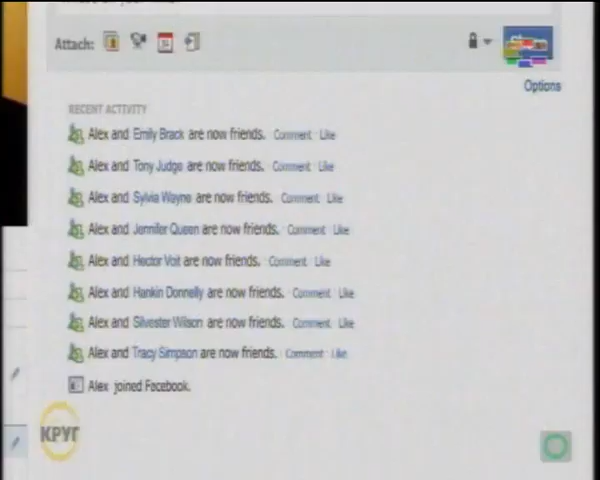 Attach:
31
Options
RECENT ACTIVITY
Alex and Emily Brack are now friends. Comment · Like
Alex and Tony Judge are now friends. · Comment · Like
Alex and Sylvia Wayne are now friends. · Comment · Like
Alex and Jennifer Queen are now friends. · Comment · Like
Alex and Hector Voit are now friends. · Comment · Like
Alex and Hankin Donnelly are now friends. · Comment · Like
Alex and Silvester Wilson are now friends. · Comment · Like
Alex and Tracy Simpson are now friends. · Comment · Like
Alex joined Facebook.
КРУГ